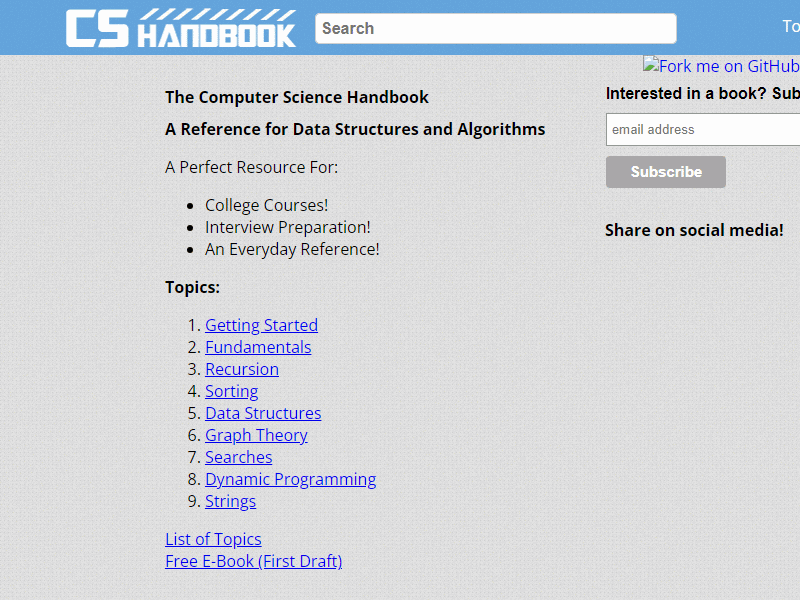 CS HANDBOOK
Search
To
Fork me on GitHub
The Computer Science Handbook
Interested in a book? Sub
email address
A Reference for Data Structures and Algorithms
Subscribe
A Perfect Resource For:
• College Courses!
• Interview Preparation!
• An Everyday Reference!
Share on social media!
Topics:
1. Getting Started
2. Fundamentals
3. Recursion
4. Sorting
5. Data Structures
6. Graph Theory
7. Searches
8. Dynamic Programming
9. Strings
List of Topics
Free E-Book (First Draft)